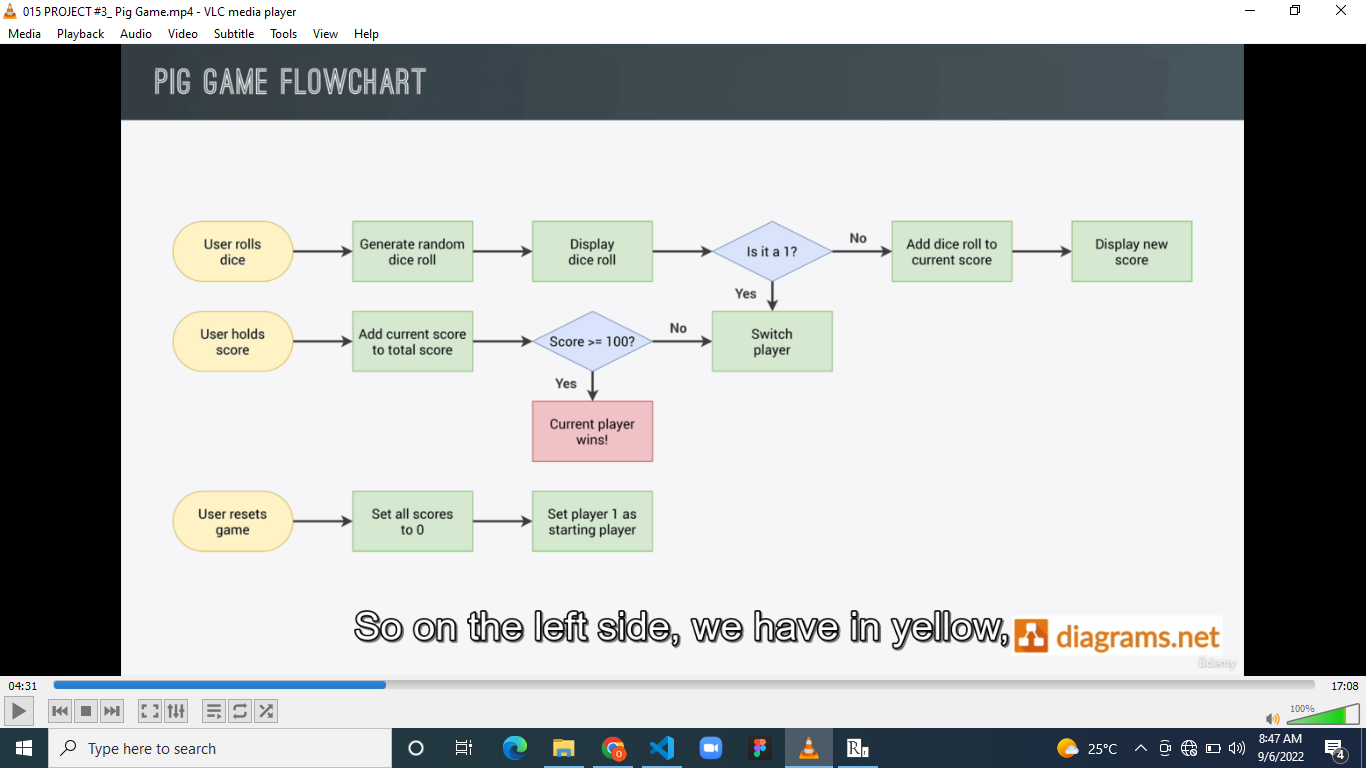 015 PROJECT #3_ Pig Game.mp4 - VLC media player
Media Playback Audio Video Subtitle Tools View Help
PIG GAME FLOWCHART
User rolls
dice
Generate random
dice roll
Display
dice roll
Is it a 1?
No
Add dice roll to
current score
Display new
score
Yes
User holds
score
Add current score
to total score
Score >= 100?
No
Switch
player
Yes
Current player
wins!
User resets
game
Set all scores
to 0
Set player 1 as
starting player
So on the left side, we have in yellow,
diagrams.net
ûdemy
04:31
17:08
100%
Type here to search
25°C
8:47 AM
9/6/2022
4